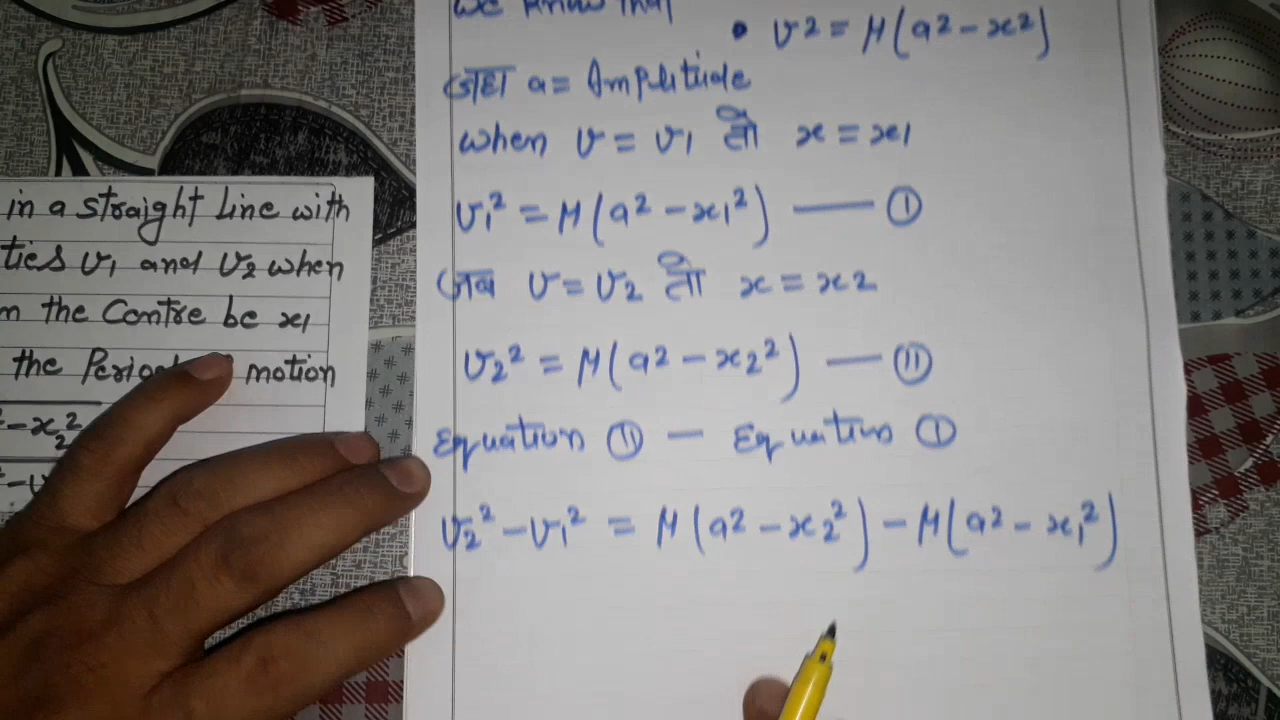 in a straight line with
ties v₁ and v₂ when
m the Contre be x₁
the Period motion
-x₂²
we know that
• v2 = μ(a² - x²)
जहा a = Amplitude
when v = v₁ तो x = x₁
v₁² = μ(a² - x₁²) —— ①
जब v = v₂ तो x = x2
v₂² = μ(a² - x₂²) —— ⑪
Equation ⑪ — Equation ①
v₂² - v₁² = μ(a² - x₂²) - μ(a² - x₁²)